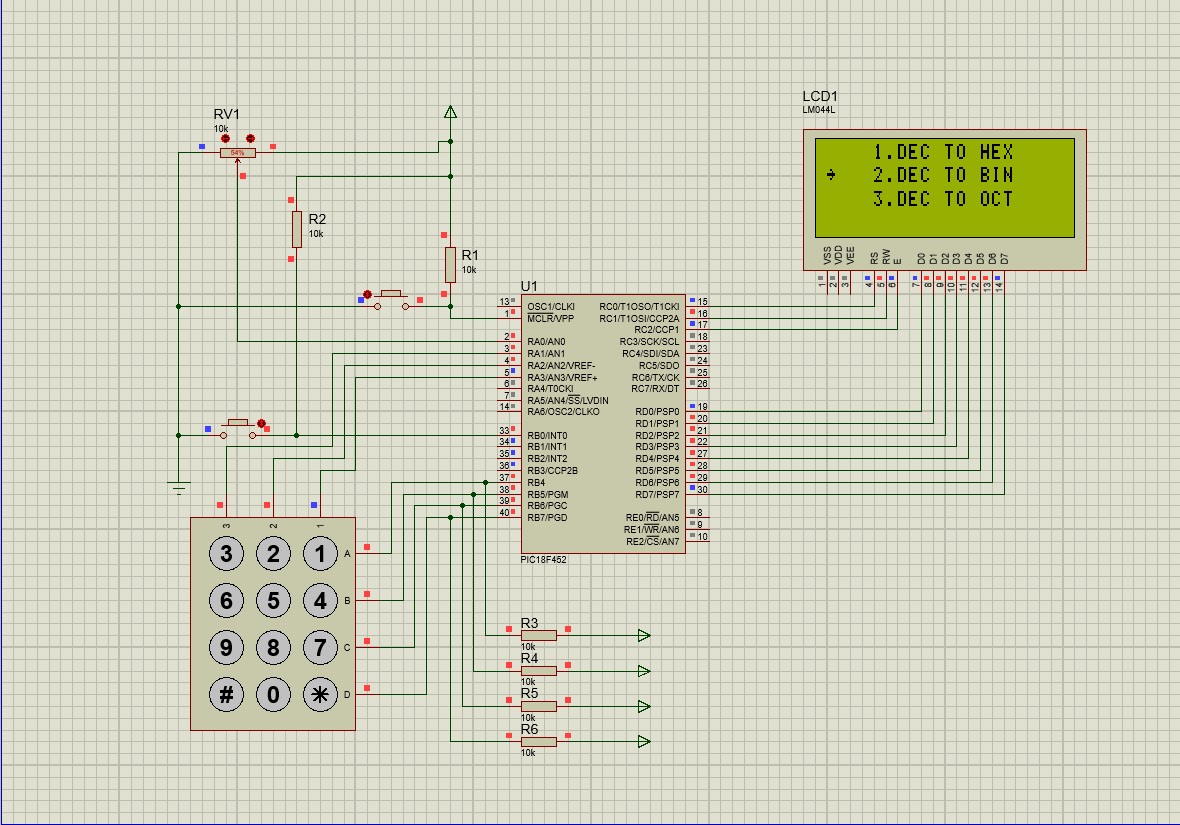 RV1
10k
54%
R2
10k
R1
10k
LCD1
LM044L
1.DEC TO HEX
→ 2.DEC TO BIN
3.DEC TO OCT
VSS VDD VEE RS RW E D0 D1 D2 D3 D4 D5 D6 D7
1 2 3 4 5 6 7 8 9 10 11 12 13 14
U1
13 OSC1/CLKI RC0/T1OSO/T1CKI 15
1 MCLR/VPP RC1/T1OSI/CCP2A 16
RC2/CCP1 17
2 RA0/AN0 RC3/SCK/SCL 18
3 RA1/AN1 RC4/SDI/SDA 23
4 RA2/AN2/VREF- RC5/SDO 24
5 RA3/AN3/VREF+ RC6/TX/CK 25
6 RA4/T0CKI RC7/RX/DT 26
7 RA5/AN4/SS/LVDIN
14 RA6/OSC2/CLKO RD0/PSP0 19
RD1/PSP1 20
33 RB0/INT0 RD2/PSP2 21
34 RB1/INT1 RD3/PSP3 22
35 RB2/INT2 RD4/PSP4 27
36 RB3/CCP2B RD5/PSP5 28
37 RB4 RD6/PSP6 29
38 RB5/PGM RD7/PSP7 30
39 RB6/PGC
40 RB7/PGD RE0/RD/AN5 8
RE1/WR/AN6 9
RE2/CS/AN7 10
PIC18F452
3 2 1
3 2 1 A
6 5 4 B
9 8 7 C
# 0 * D
R3
10k
R4
10k
R5
10k
R6
10k